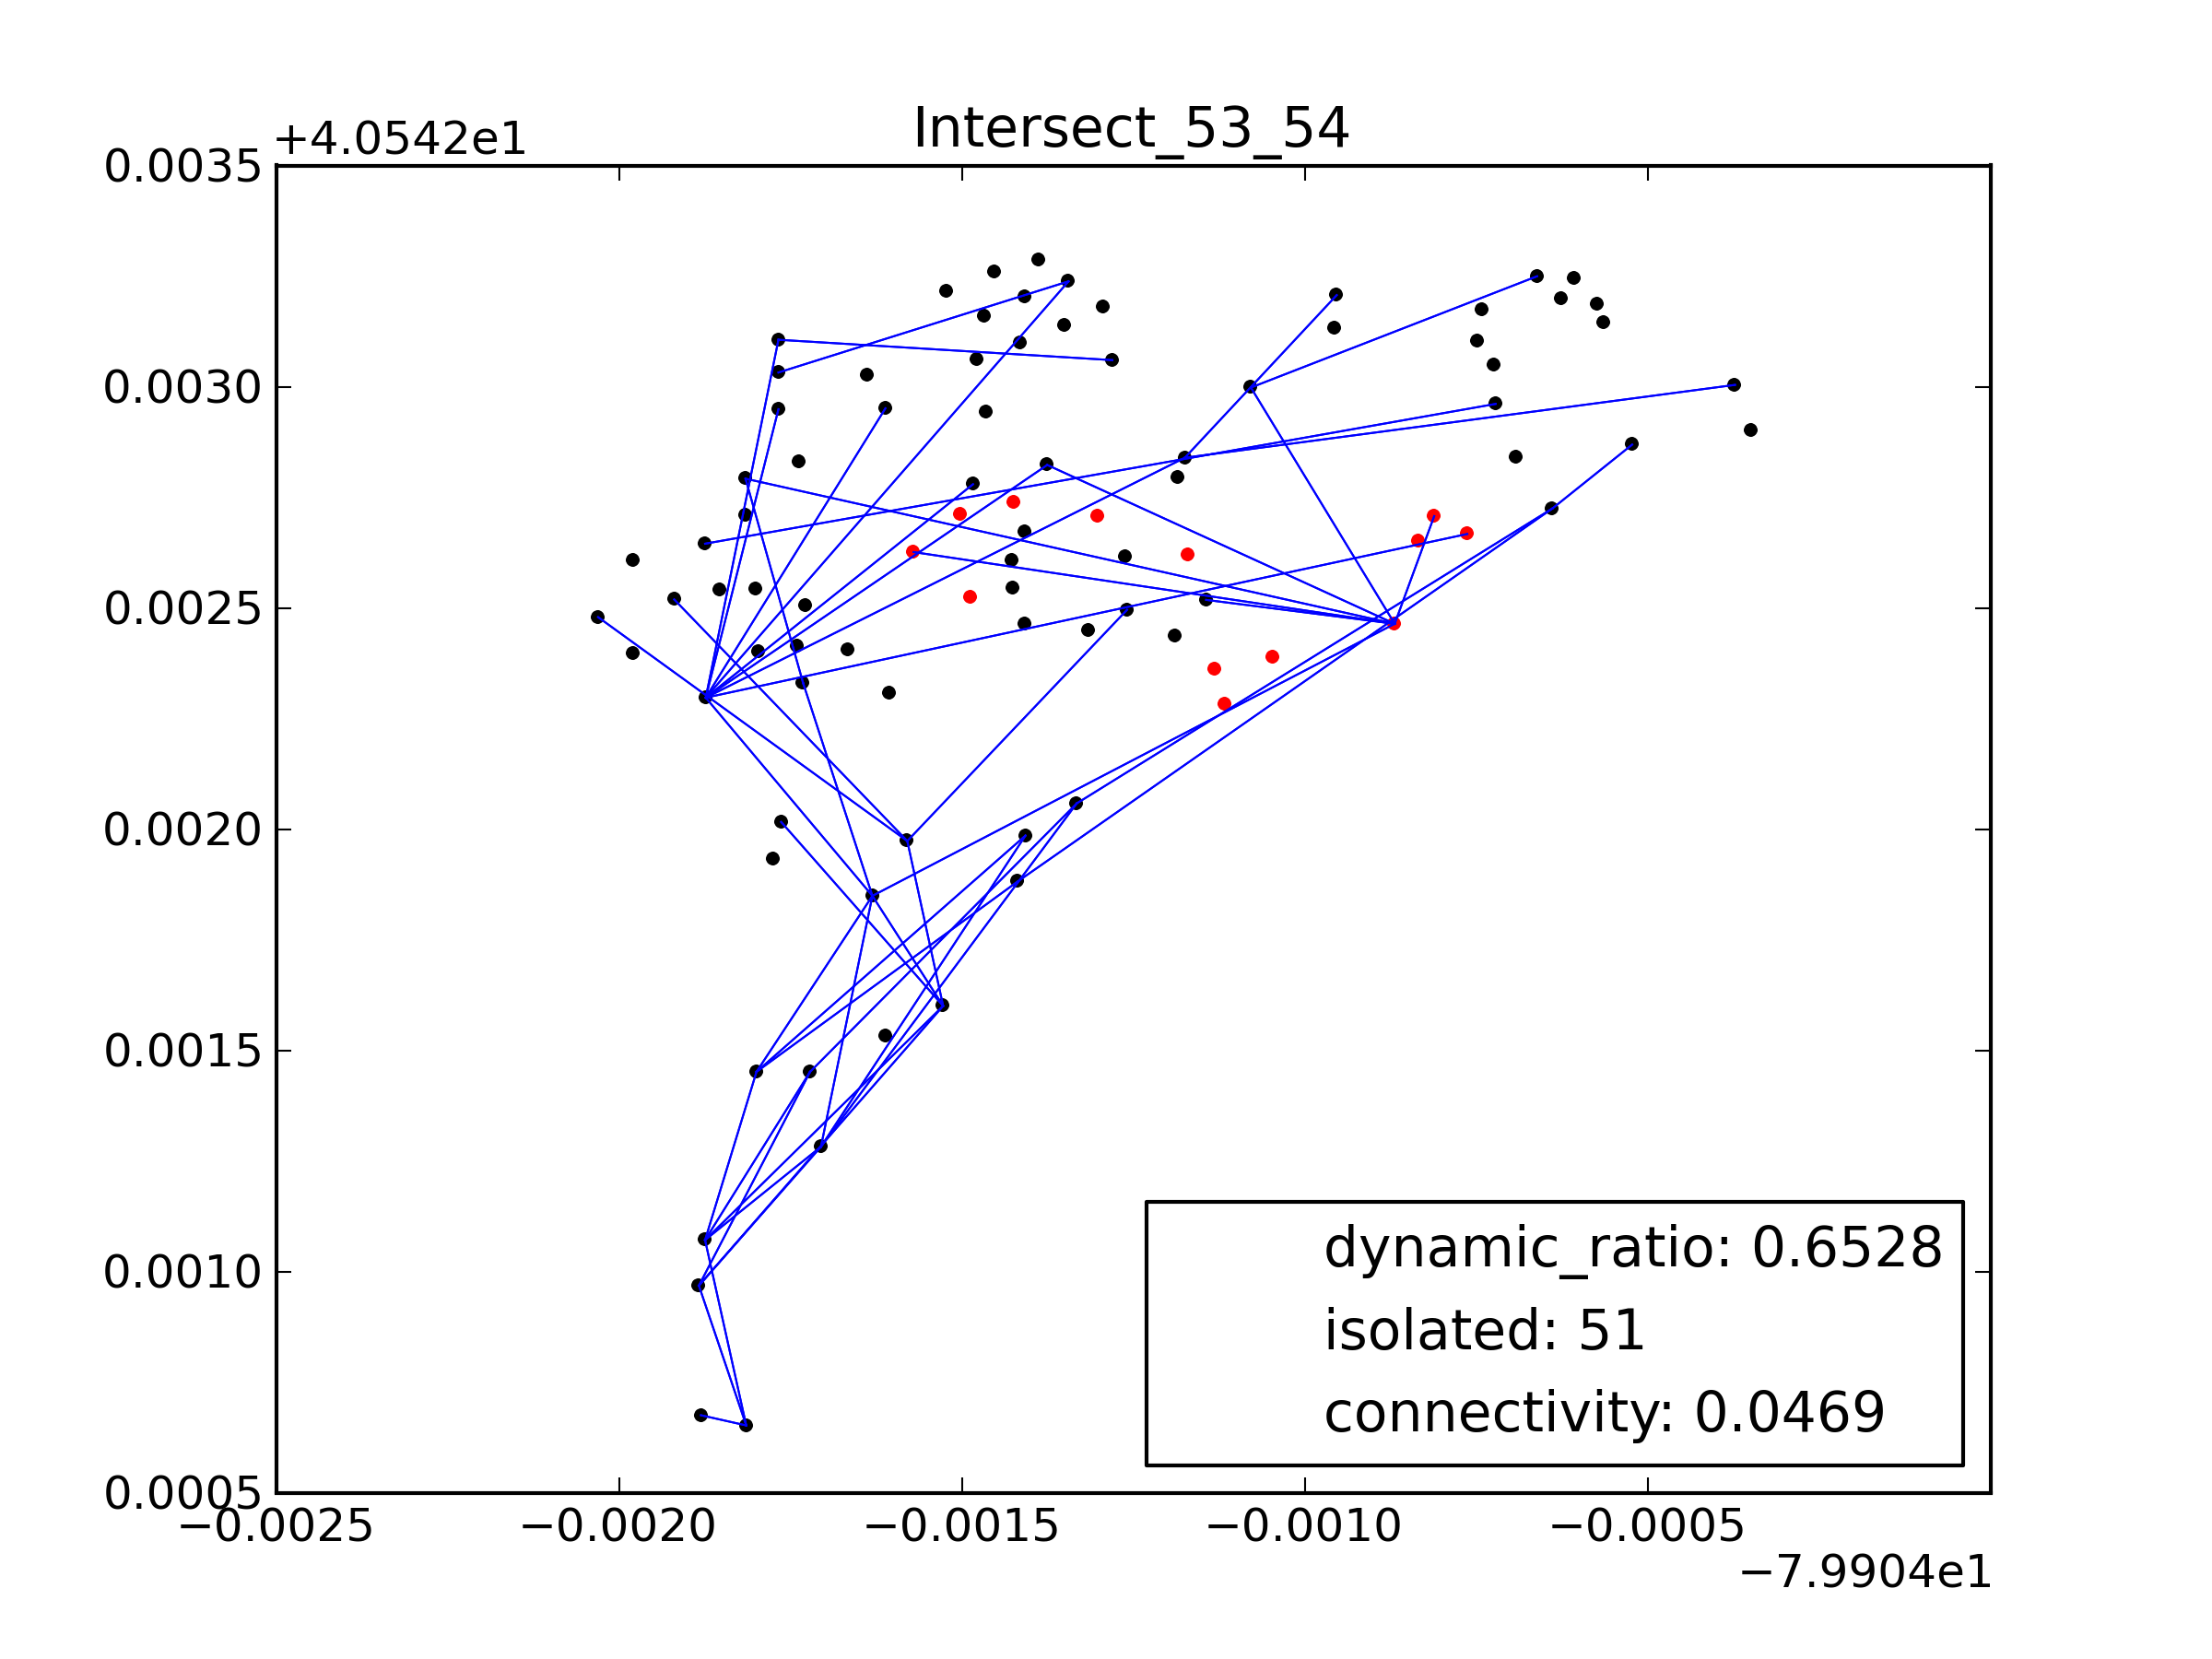 Intersect_53_54
+4.0542e1
0.0035
0.0030
0.0025
0.0020
0.0015
0.0010
0.0005
dynamic_ratio: 0.6528
isolated: 51
connectivity: 0.0469
−0.0025 −0.0020 −0.0015 −0.0010 −0.0005
−7.9904e1